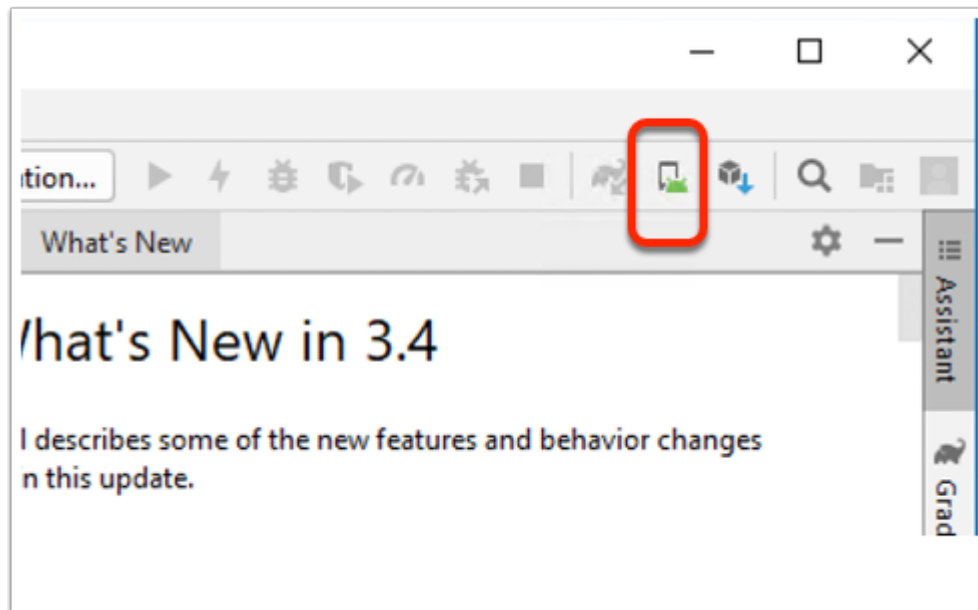 tion...
What's New
hat's New in 3.4
l describes some of the new features and behavior changes
n this update.
Assistant
Grad